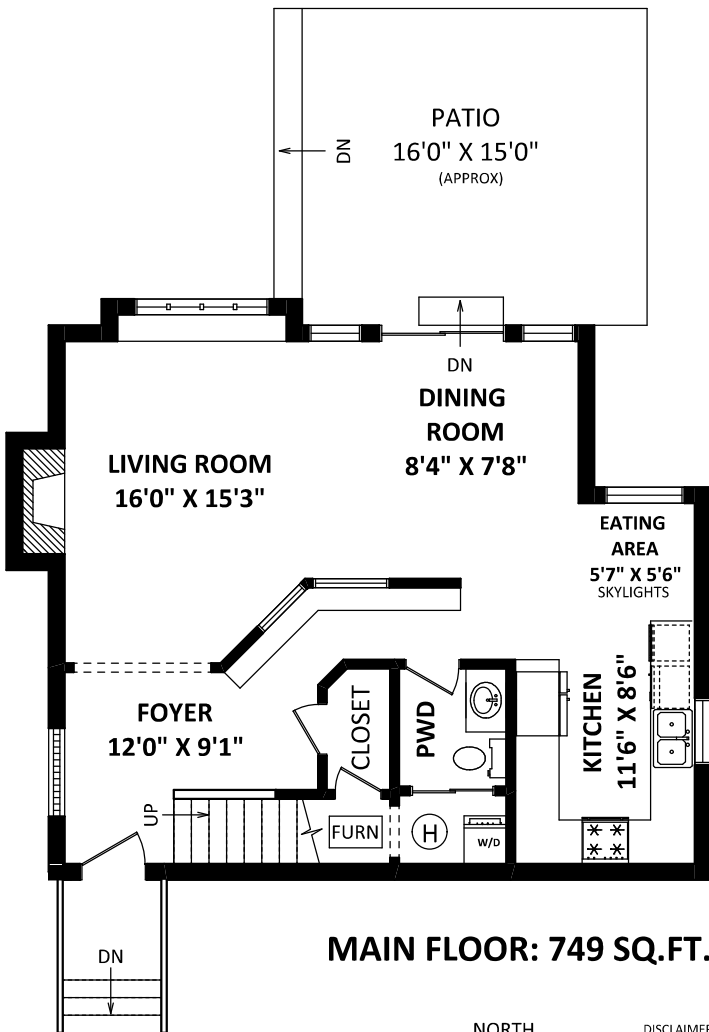 PATIO
16'0" X 15'0"
(APPROX)
DN
DN
DINING
ROOM
8'4" X 7'8"
LIVING ROOM
16'0" X 15'3"
EATING
AREA
5'7" X 5'6"
SKYLIGHTS
FOYER
12'0" X 9'1"
CLOSET
PWD
KITCHEN
11'6" X 8'6"
UP
FURN
H
W/D
MAIN FLOOR: 749 SQ.FT.
DN
NORTH
DISCLAIMER